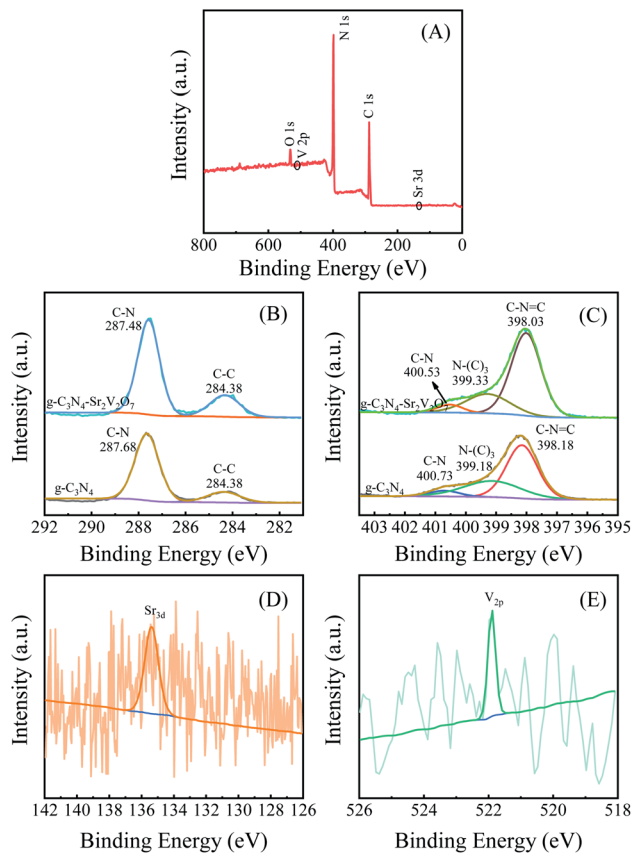 (A)
Intensity (a.u.)
O 1s
V 2p
N 1s
C 1s
Sr 3d
800 600 400 200 0
Binding Energy (eV)
(B)
Intensity (a.u.)
C-N
287.48
C-C
284.38
g-C₃N₄-Sr₂V₂O₇
C-N
287.68
C-C
284.38
g-C₃N₄
292 290 288 286 284 282
Binding Energy (eV)
(C)
Intensity (a.u.)
C-N=C
398.03
C-N
400.53
N-(C)₃
399.33
g-C₃N₄-Sr₂V₂O₇
C-N=C
398.18
N-(C)₃
399.18
C-N
400.73
g-C₃N₄
403 402 401 400 399 398 397 396 395
Binding Energy (eV)
(D)
Intensity (a.u.)
Sr₃d
142 140 138 136 134 132 130 128 126
Binding Energy (eV)
(E)
Intensity (a.u.)
V₂p
526 524 522 520 518
Binding Energy (eV)